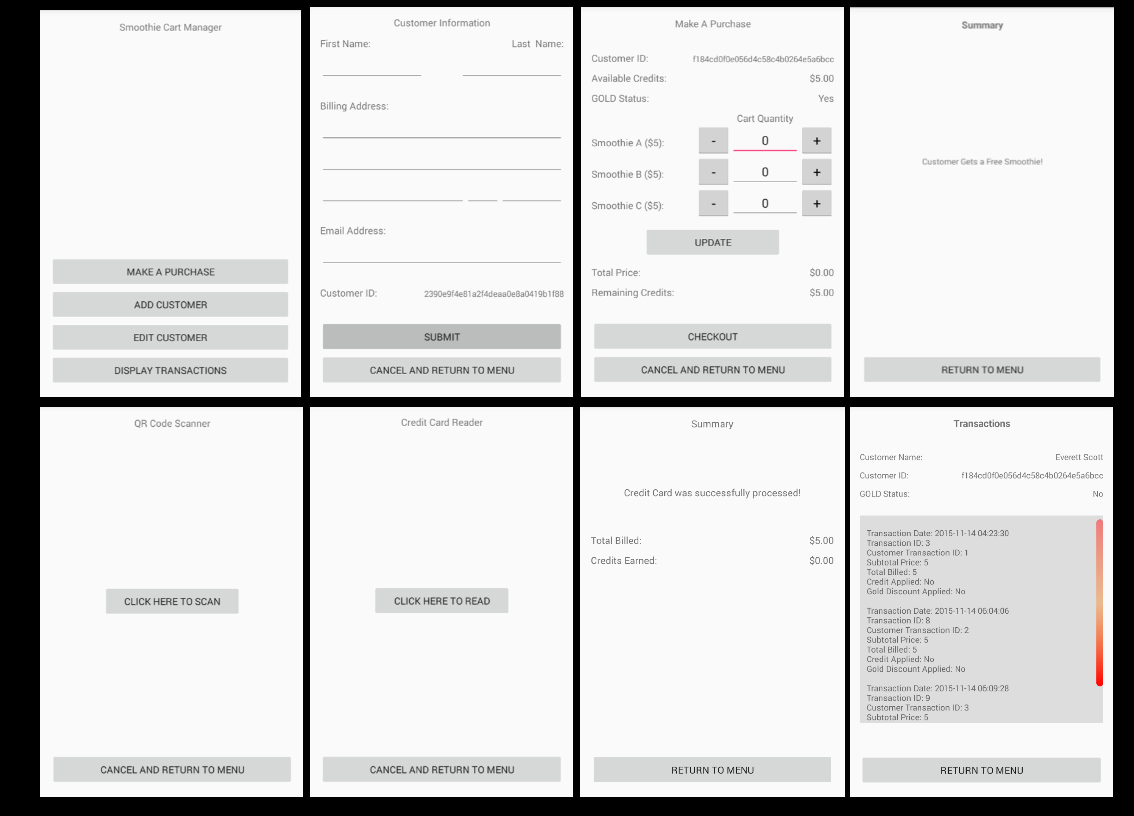 Smoothie Cart Manager
MAKE A PURCHASE
ADD CUSTOMER
EDIT CUSTOMER
DISPLAY TRANSACTIONS
Customer Information
First Name: Last Name:
Billing Address:
Email Address:
Customer ID: 2390e9f4e81a2f4deaa0e8a0419b1f88
SUBMIT
CANCEL AND RETURN TO MENU
Make A Purchase
Customer ID: f184cd0f0e056d4c58c4b0264e5a6bcc
Available Credits: $5.00
GOLD Status: Yes
Cart Quantity
Smoothie A ($5): - 0 +
Smoothie B ($5): - 0 +
Smoothie C ($5): - 0 +
UPDATE
Total Price: $0.00
Remaining Credits: $5.00
CHECKOUT
CANCEL AND RETURN TO MENU
Summary
Customer Gets a Free Smoothie!
RETURN TO MENU
QR Code Scanner
CLICK HERE TO SCAN
CANCEL AND RETURN TO MENU
Credit Card Reader
CLICK HERE TO READ
CANCEL AND RETURN TO MENU
Summary
Credit Card was successfully processed!
Total Billed: $5.00
Credits Earned: $0.00
RETURN TO MENU
Transactions
Customer Name: Everett Scott
Customer ID: f184cd0f0e056d4c58c4b0264e5a6bcc
GOLD Status: No
Transaction Date: 2015-11-14 04:23:30
Transaction ID: 3
Customer Transaction ID: 1
Subtotal Price: 5
Total Billed: 5
Credit Applied: No
Gold Discount Applied: No
Transaction Date: 2015-11-14 06:04:06
Transaction ID: 8
Customer Transaction ID: 2
Subtotal Price: 5
Total Billed: 5
Credit Applied: No
Gold Discount Applied: No
Transaction Date: 2015-11-14 06:09:28
Transaction ID: 9
Customer Transaction ID: 3
Subtotal Price: 5
RETURN TO MENU